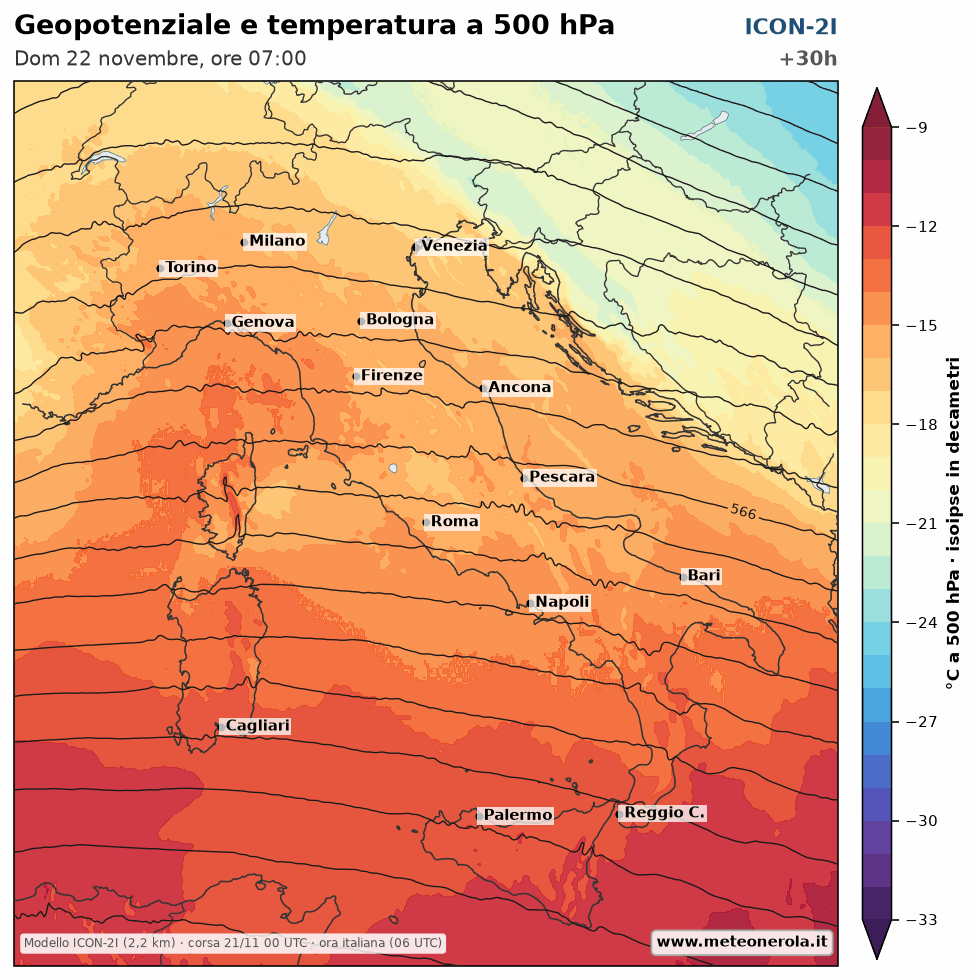 Geopotenziale e temperatura a 500 hPa
ICON-2I
Dom 22 novembre, ore 07:00
+30h
Milano
Venezia
Torino
Genova
Bologna
Firenze
Ancona
Pescara
566
Roma
Bari
Napoli
Cagliari
Palermo
Reggio C.
Modello ICON-2I (2,2 km) · corsa 21/11 00 UTC · ora italiana (06 UTC)
www.meteonerola.it
−9
−12
−15
−18
−21
−24
−27
−30
−33
°C a 500 hPa · isoipse in decametri